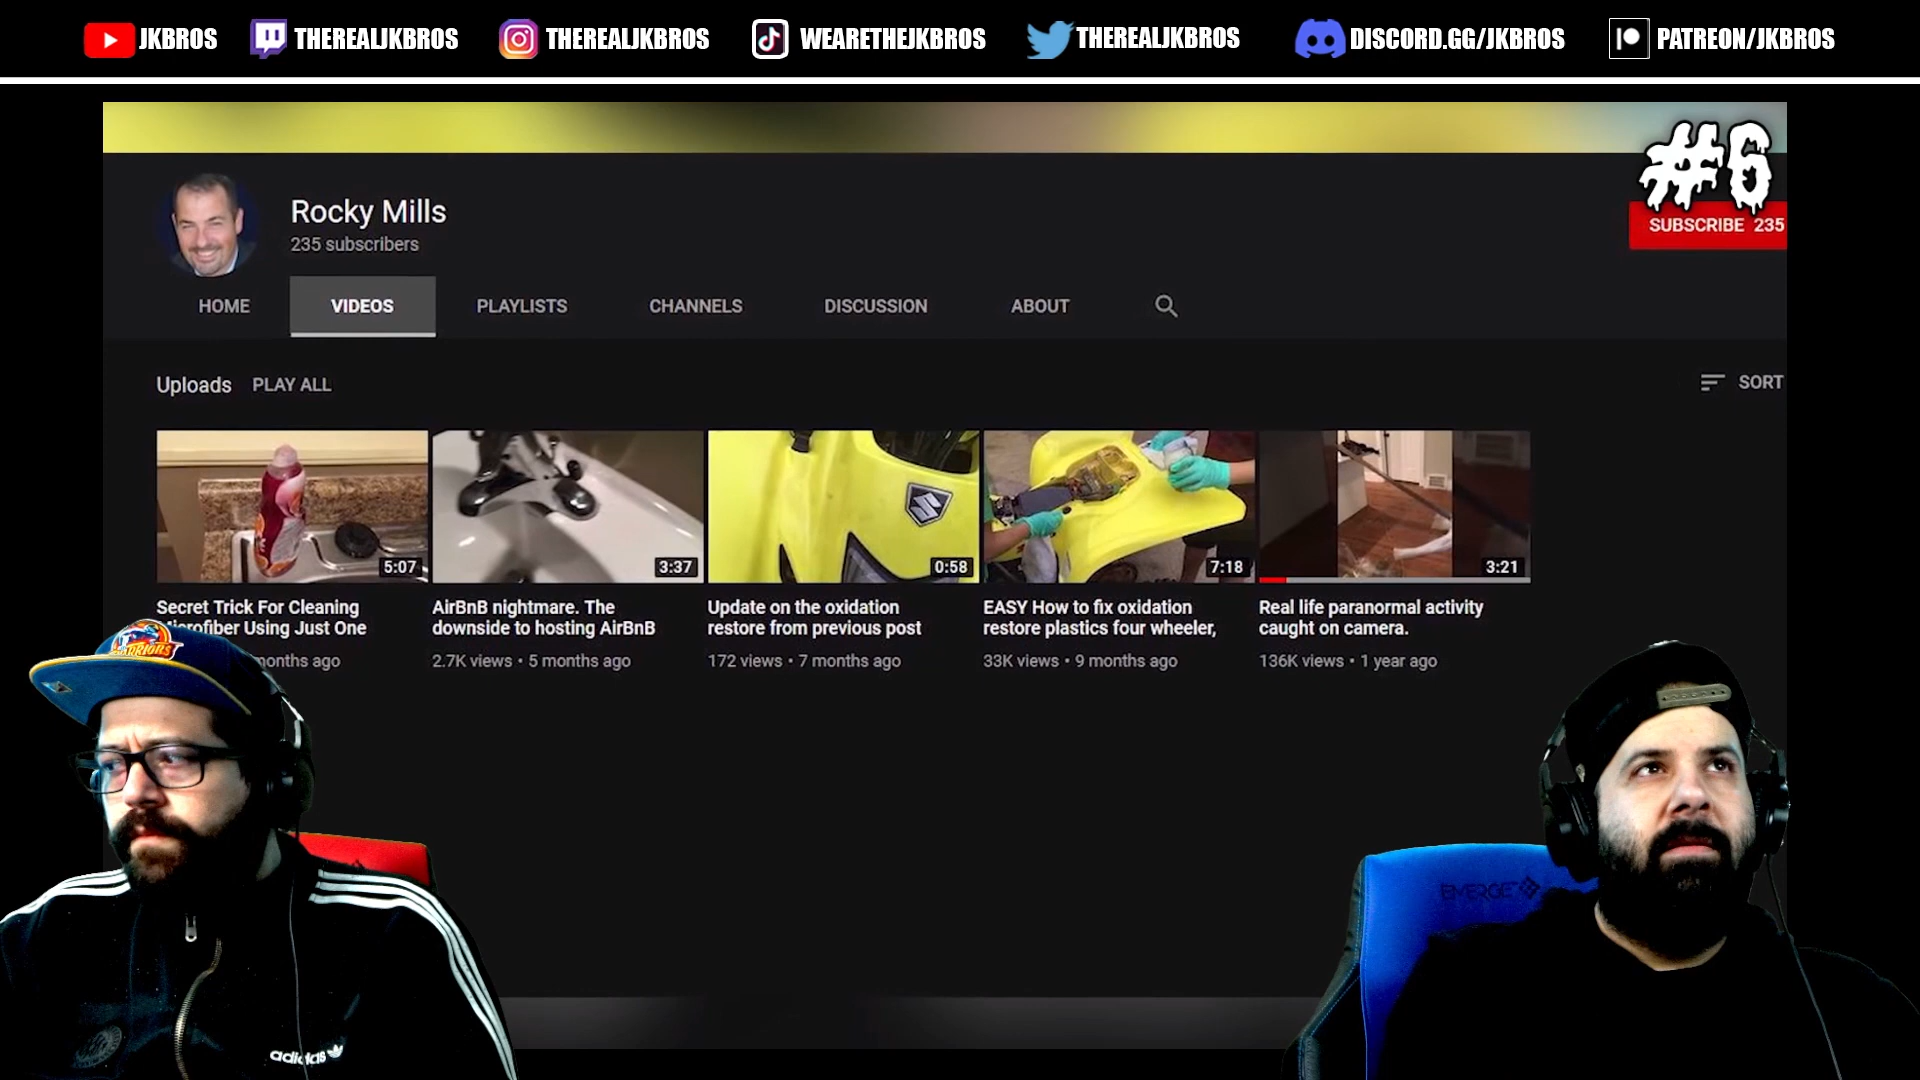 JKBROS THEREALJKBROS THEREALJKBROS WEARETHEJKBROS THEREALJKBROS DISCORD.GG/JKBROS PATREON/JKBROS
#6
Rocky Mills
235 subscribers
SUBSCRIBE 235
HOME VIDEOS PLAYLISTS CHANNELS DISCUSSION ABOUT
Uploads PLAY ALL
SORT
5:07
3:37
0:58
7:18
3:21
Secret Trick For Cleaning
Microfiber Using Just One
months ago
AirBnB nightmare. The
downside to hosting AirBnB
2.7K views • 5 months ago
Update on the oxidation
restore from previous post
172 views • 7 months ago
EASY How to fix oxidation
restore plastics four wheeler,
33K views • 9 months ago
Real life paranormal activity
caught on camera.
136K views • 1 year ago
WARRIORS
EMERGE
adidas